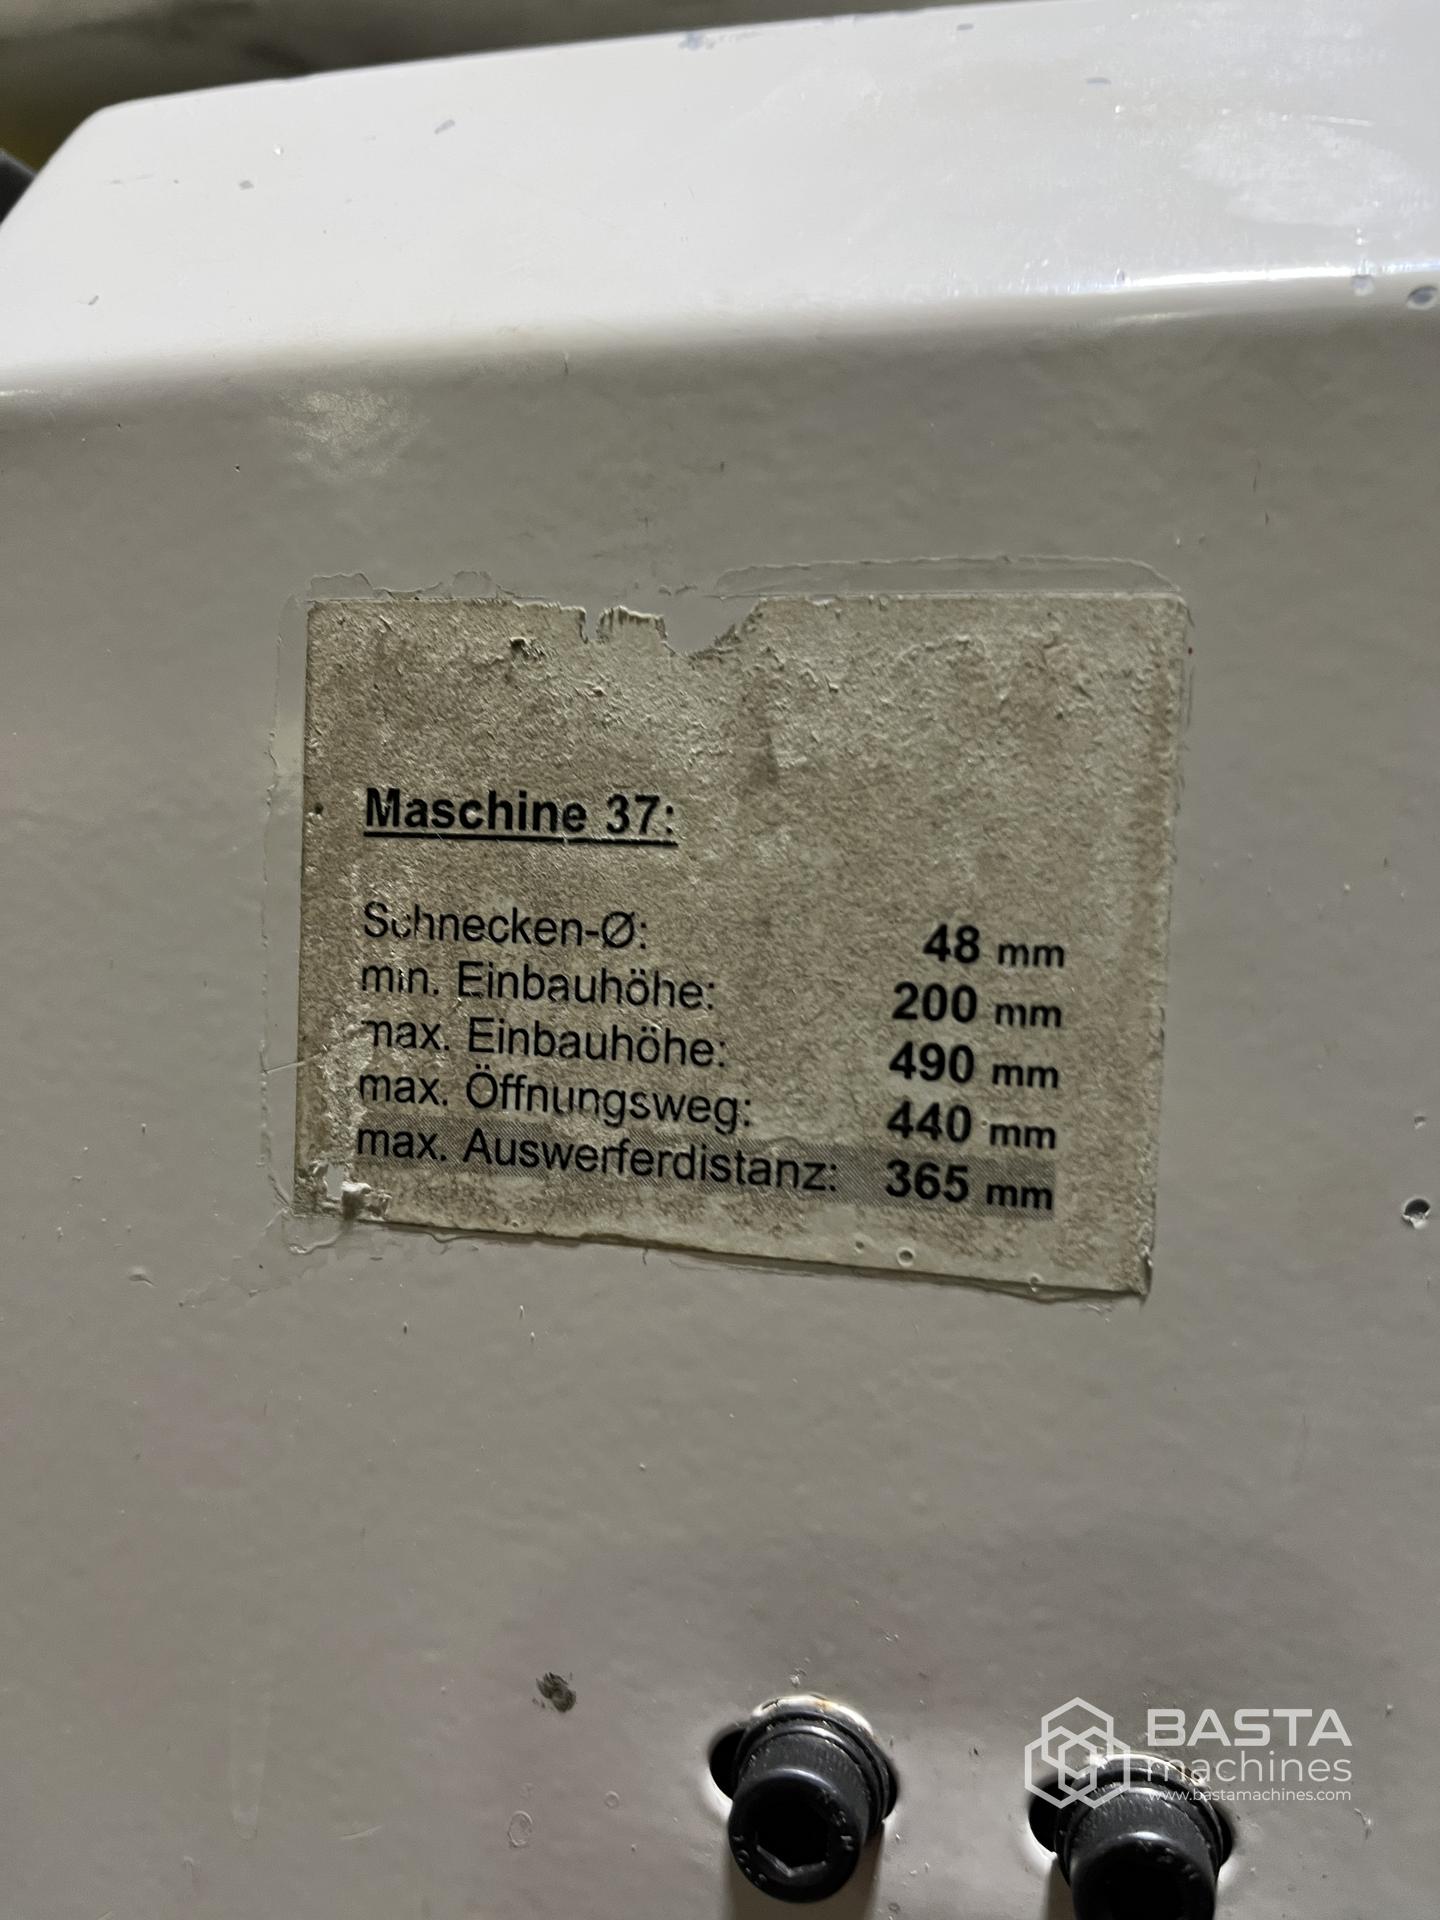 Maschine 37:
Schnecken-Ø: 48 mm
min. Einbauhöhe: 200 mm
max. Einbauhöhe: 490 mm
max. Öffnungsweg: 440 mm
max. Auswerferdistanz: 365 mm
BASTA
machines
www.bastamachines.com